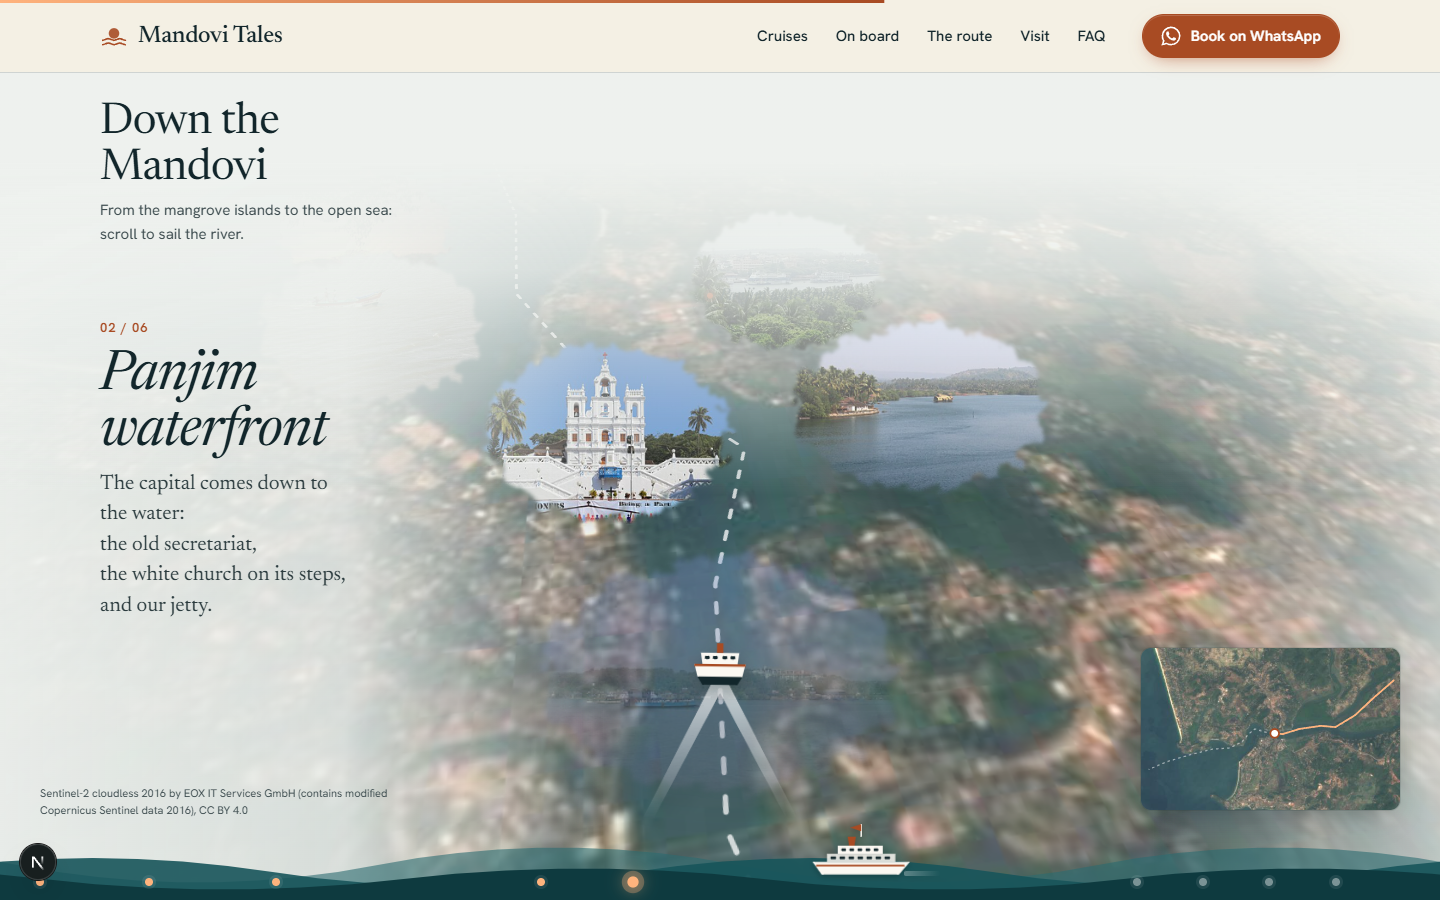 Mandovi Tales
Cruises
On board
The route
Visit
FAQ
Book on WhatsApp
Down the
Mandovi
From the mangrove islands to the open sea:
scroll to sail the river.
02 / 06
Panjim
waterfront
The capital comes down to
the water:
the old secretariat,
the white church on its steps,
and our jetty.
Sentinel-2 cloudless 2016 by EOX IT Services GmbH (contains modified
Copernicus Sentinel data 2016), CC BY 4.0
N